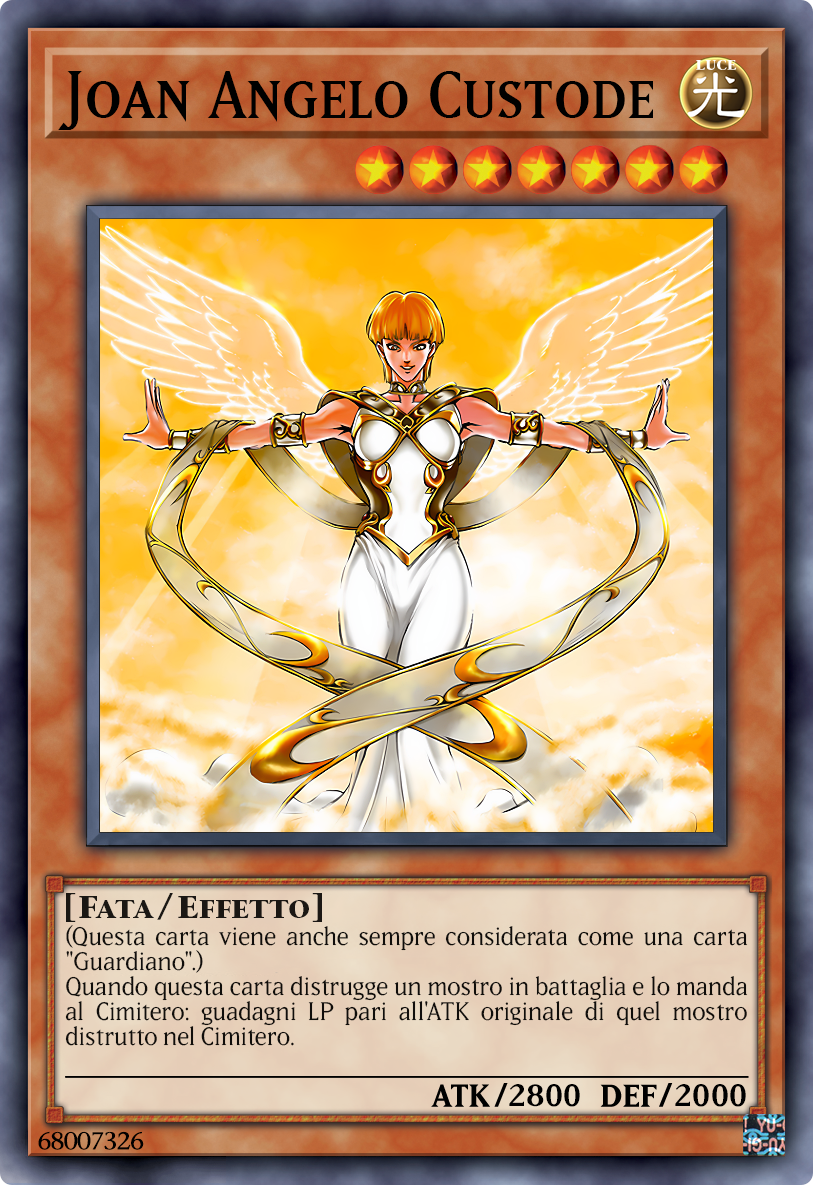 Joan Angelo Custode
LUCE
光
[Fata/Effetto]
(Questa carta viene anche sempre considerata come una carta
"Guardiano".)
Quando questa carta distrugge un mostro in battaglia e lo manda
al Cimitero: guadagni LP pari all'ATK originale di quel mostro
distrutto nel Cimitero.
ATK/2800 DEF/2000
68007326